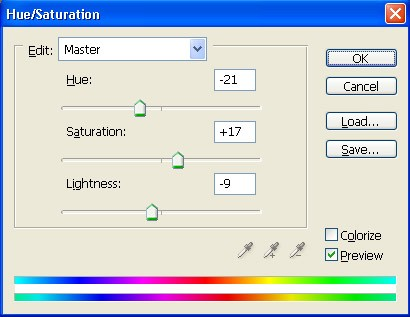 Hue/Saturation
Edit: Master
Hue: -21
Saturation: +17
Lightness: -9
OK
Cancel
Load...
Save...
Colorize
Preview